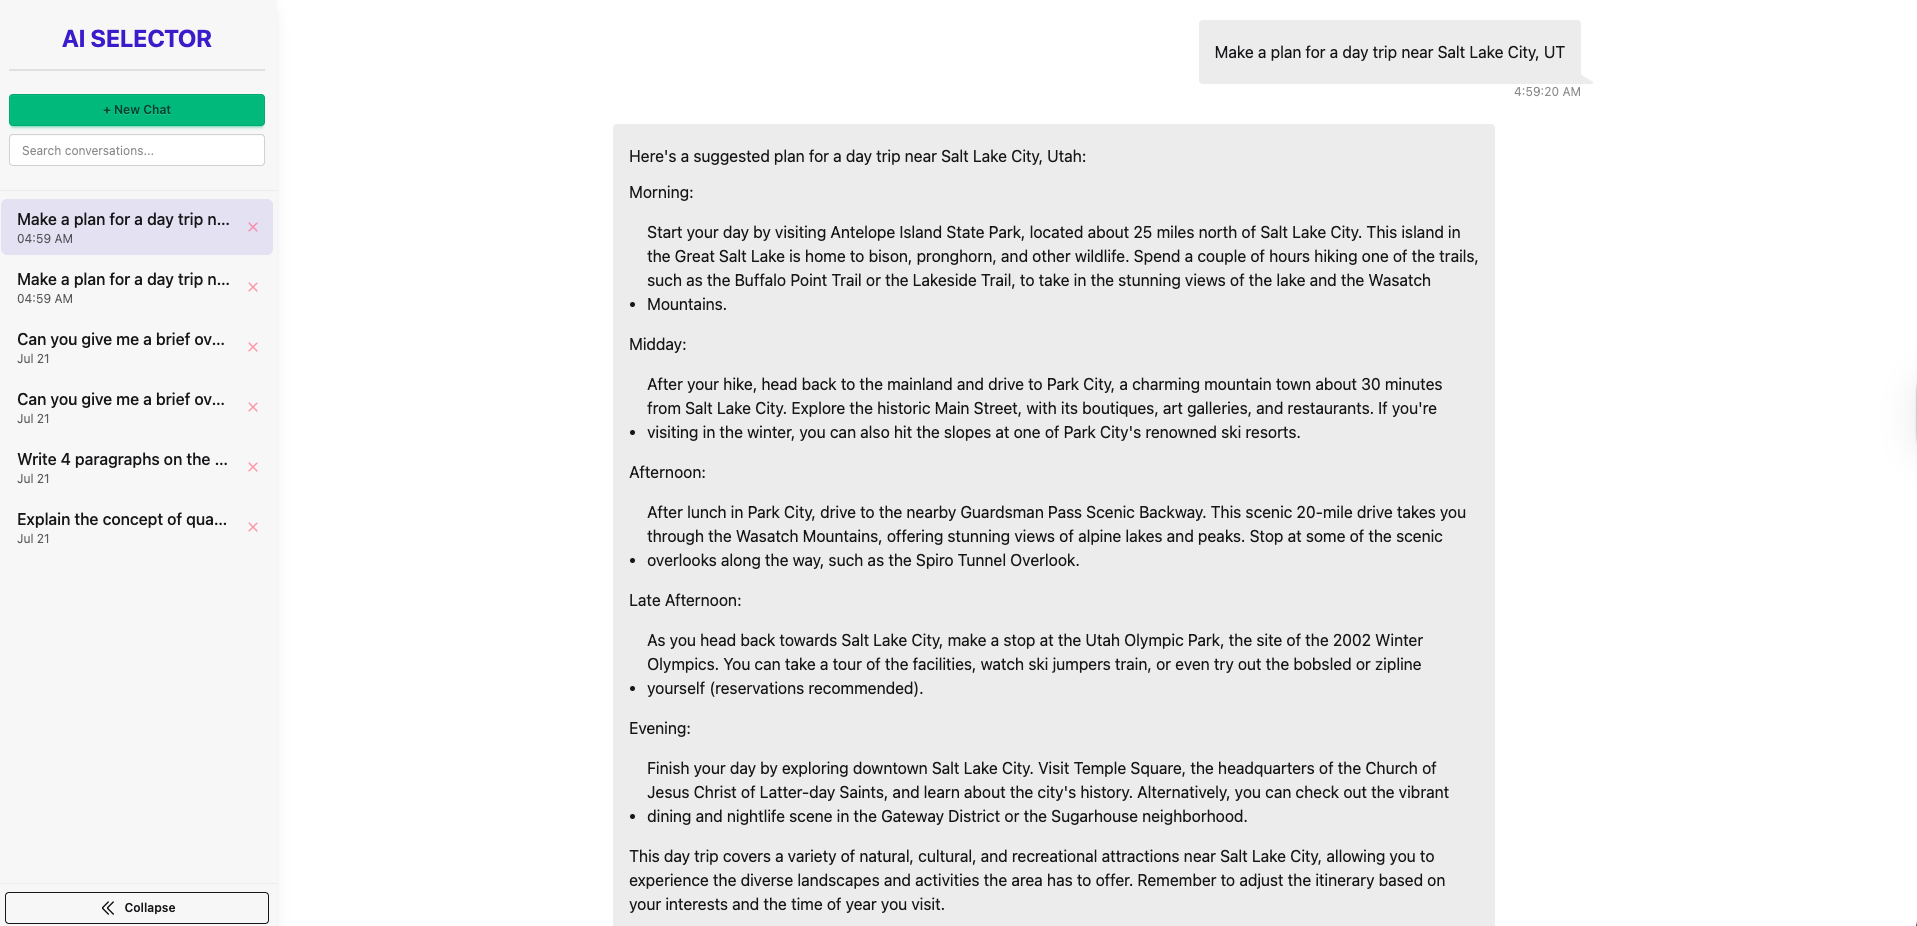 AI SELECTOR
+ New Chat
Search conversations...
Make a plan for a day trip n...
04:59 AM
Make a plan for a day trip n...
04:59 AM
Can you give me a brief ov...
Jul 21
Can you give me a brief ov...
Jul 21
Write 4 paragraphs on the ...
Jul 21
Explain the concept of qua...
Jul 21
Collapse
Make a plan for a day trip near Salt Lake City, UT
4:59:20 AM
Here's a suggested plan for a day trip near Salt Lake City, Utah:
Morning:
Start your day by visiting Antelope Island State Park, located about 25 miles north of Salt Lake City. This island in
the Great Salt Lake is home to bison, pronghorn, and other wildlife. Spend a couple of hours hiking one of the trails,
such as the Buffalo Point Trail or the Lakeside Trail, to take in the stunning views of the lake and the Wasatch
• Mountains.
Midday:
After your hike, head back to the mainland and drive to Park City, a charming mountain town about 30 minutes
from Salt Lake City. Explore the historic Main Street, with its boutiques, art galleries, and restaurants. If you're
• visiting in the winter, you can also hit the slopes at one of Park City's renowned ski resorts.
Afternoon:
After lunch in Park City, drive to the nearby Guardsman Pass Scenic Backway. This scenic 20-mile drive takes you
through the Wasatch Mountains, offering stunning views of alpine lakes and peaks. Stop at some of the scenic
• overlooks along the way, such as the Spiro Tunnel Overlook.
Late Afternoon:
As you head back towards Salt Lake City, make a stop at the Utah Olympic Park, the site of the 2002 Winter
Olympics. You can take a tour of the facilities, watch ski jumpers train, or even try out the bobsled or zipline
• yourself (reservations recommended).
Evening:
Finish your day by exploring downtown Salt Lake City. Visit Temple Square, the headquarters of the Church of
Jesus Christ of Latter-day Saints, and learn about the city's history. Alternatively, you can check out the vibrant
• dining and nightlife scene in the Gateway District or the Sugarhouse neighborhood.
This day trip covers a variety of natural, cultural, and recreational attractions near Salt Lake City, allowing you to
experience the diverse landscapes and activities the area has to offer. Remember to adjust the itinerary based on
your interests and the time of year you visit.